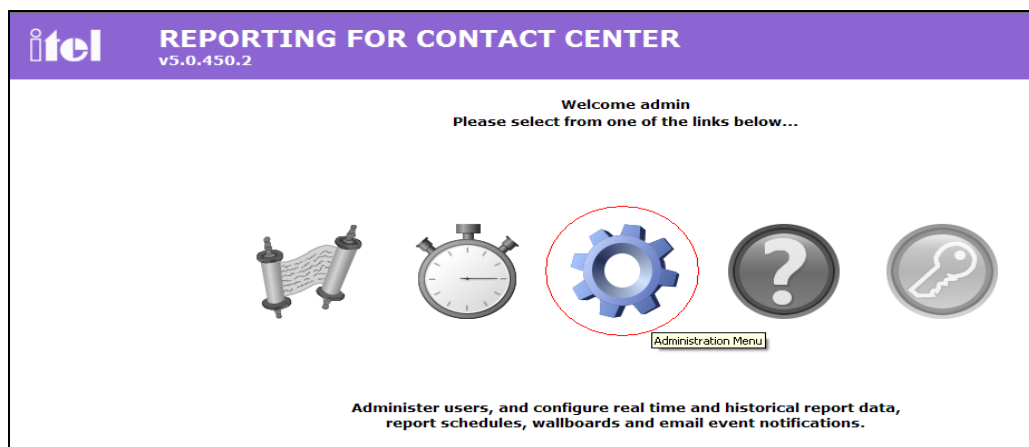 itel
REPORTING FOR CONTACT CENTER
v5.0.450.2
Welcome admin
Please select from one of the links below...
?
Administration Menu
Administer users, and configure real time and historical report data,
report schedules, wallboards and email event notifications.